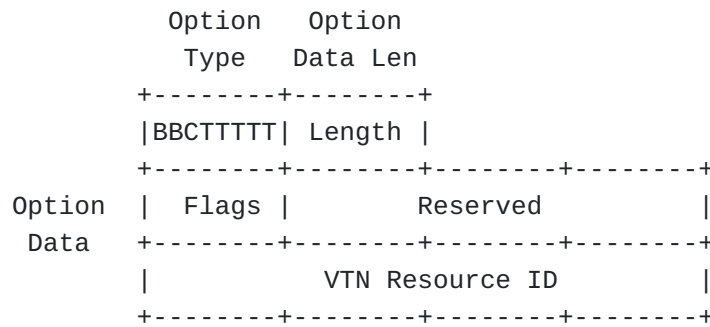 Option Option
Type Data Len
+--------+--------+
|BBCTTTTT| Length |
+--------+--------+--------+--------+
Option | Flags | Reserved |
Data +--------+--------+--------+--------+
| VTN Resource ID |
+--------+--------+--------+--------+